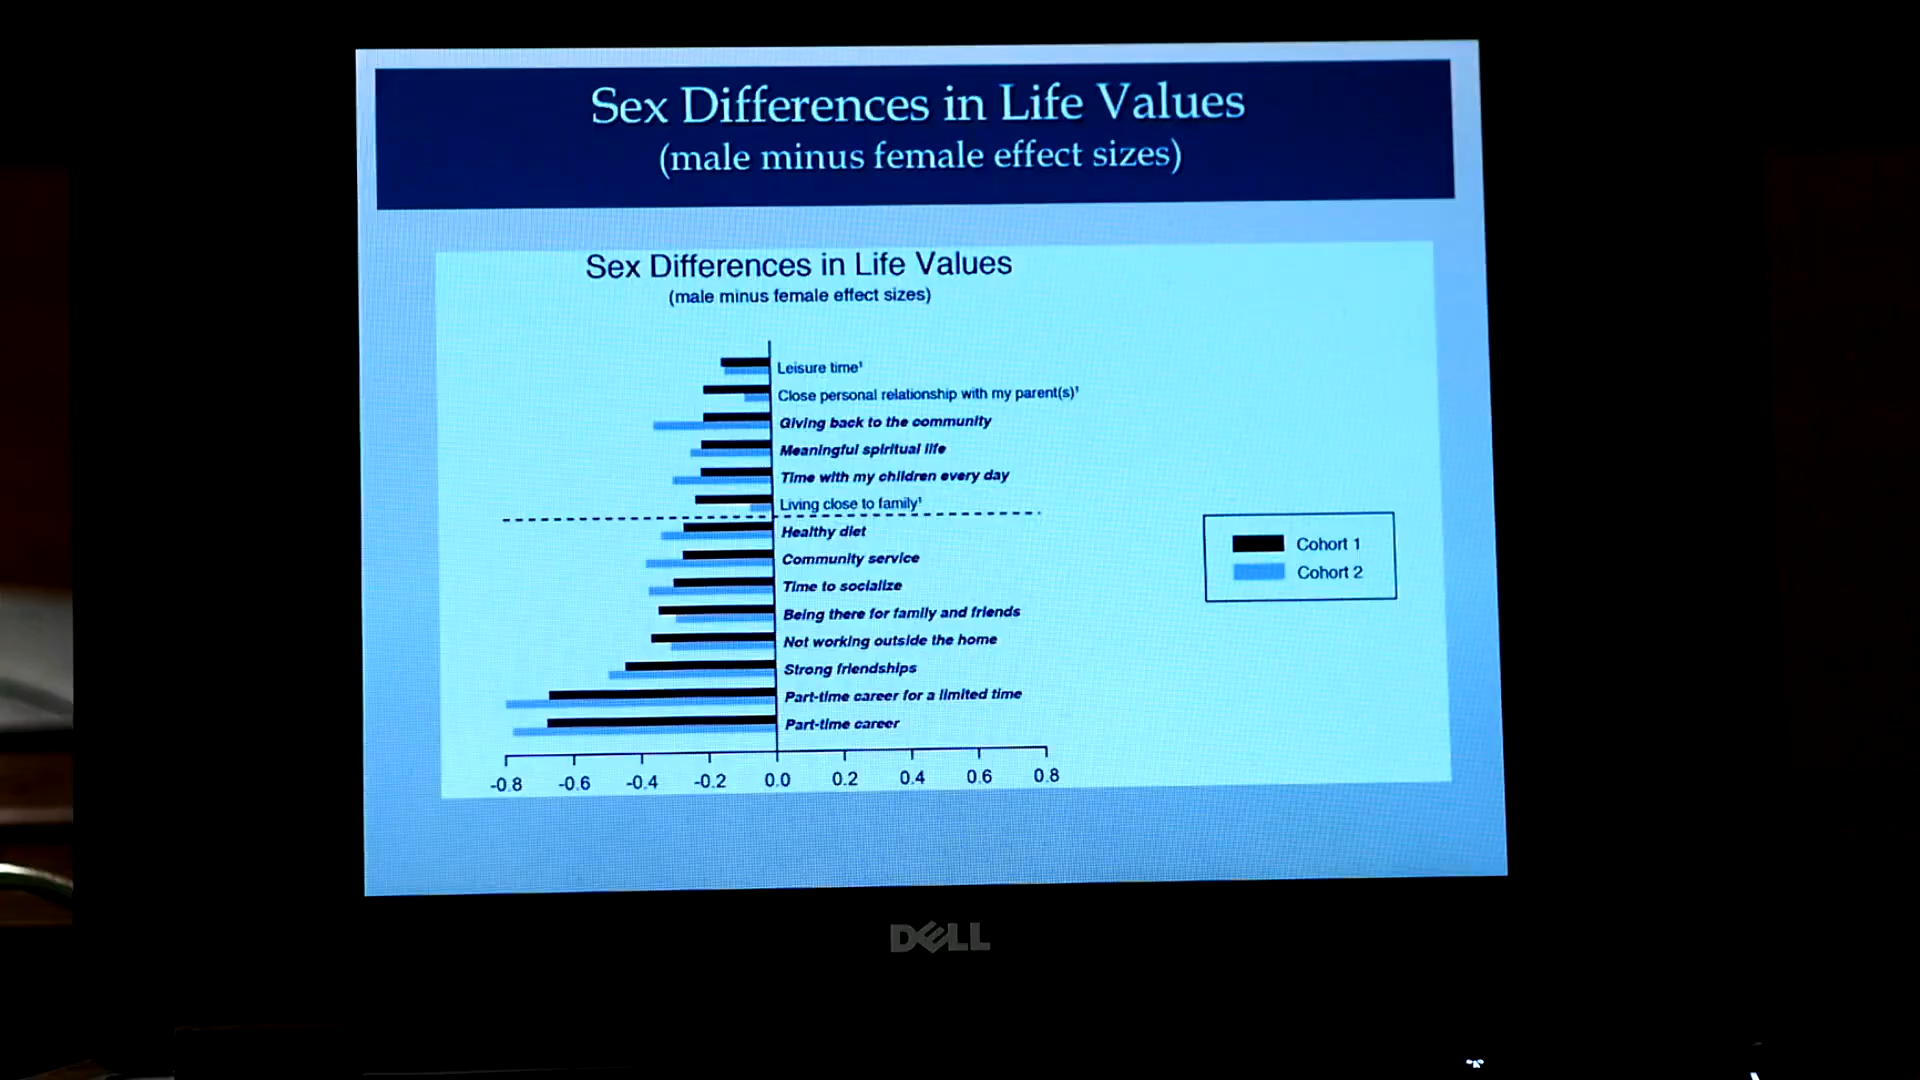 Sex Differences in Life Values
(male minus female effect sizes)
Sex Differences in Life Values
(male minus female effect sizes)
Leisure time¹
Close personal relationship with my parent(s)¹
Giving back to the community
Meaningful spiritual life
Time with my children every day
Living close to family¹
Healthy diet
Community service
Time to socialize
Being there for family and friends
Not working outside the home
Strong friendships
Part-time career for a limited time
Part-time career
Cohort 1
Cohort 2
-0.8 -0.6 -0.4 -0.2 0.0 0.2 0.4 0.6 0.8
DELL